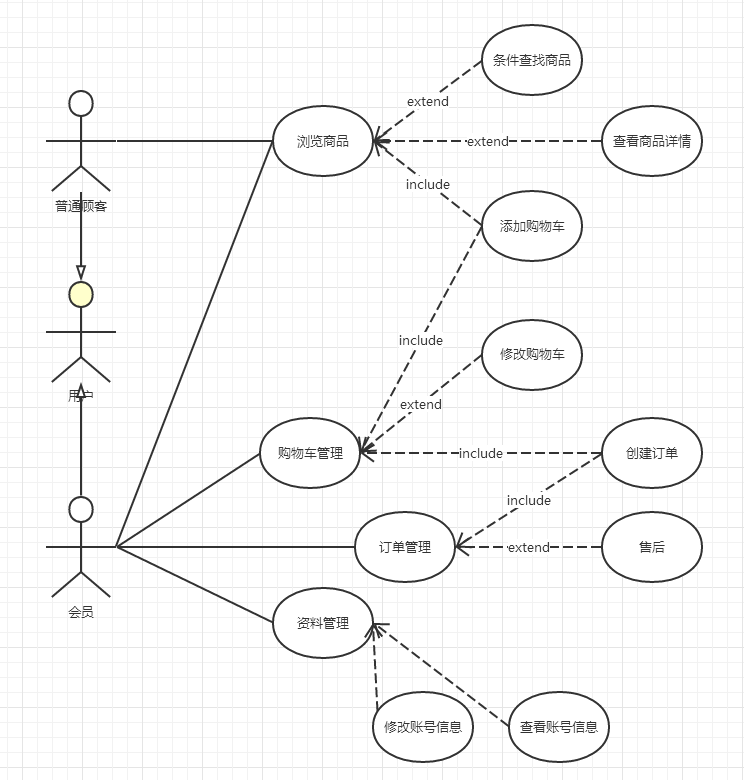 条件查找商品
extend
浏览商品
extend
查看商品详情
include
普通顾客
添加购物车
include
修改购物车
用户
extend
购物车管理
include
创建订单
include
订单管理
extend
售后
会员
资料管理
修改账号信息
查看账号信息